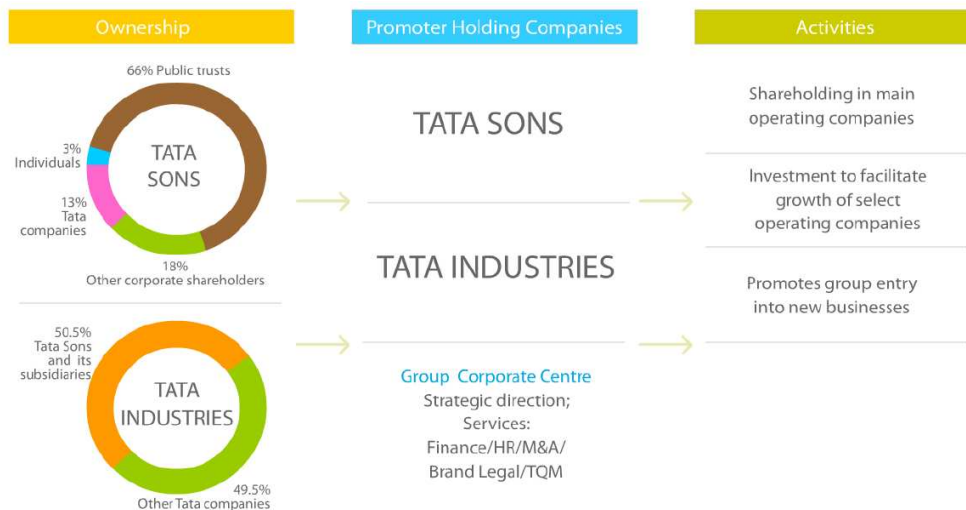 Ownership
66% Public trusts
3%
Individuals
13%
Tata
companies
TATA
SONS
18%
Other corporate shareholders
50.5%
Tata Sons
and its
subsidiaries
TATA
INDUSTRIES
49.5%
Other Tata companies
Promoter Holding Companies
TATA SONS
TATA INDUSTRIES
Group Corporate Centre
Strategic direction;
Services:
Finance/HR/M&A/
Brand Legal/TQM
Activities
Shareholding in main
operating companies
Investment to facilitate
growth of select
operating companies
Promotes group entry
into new businesses